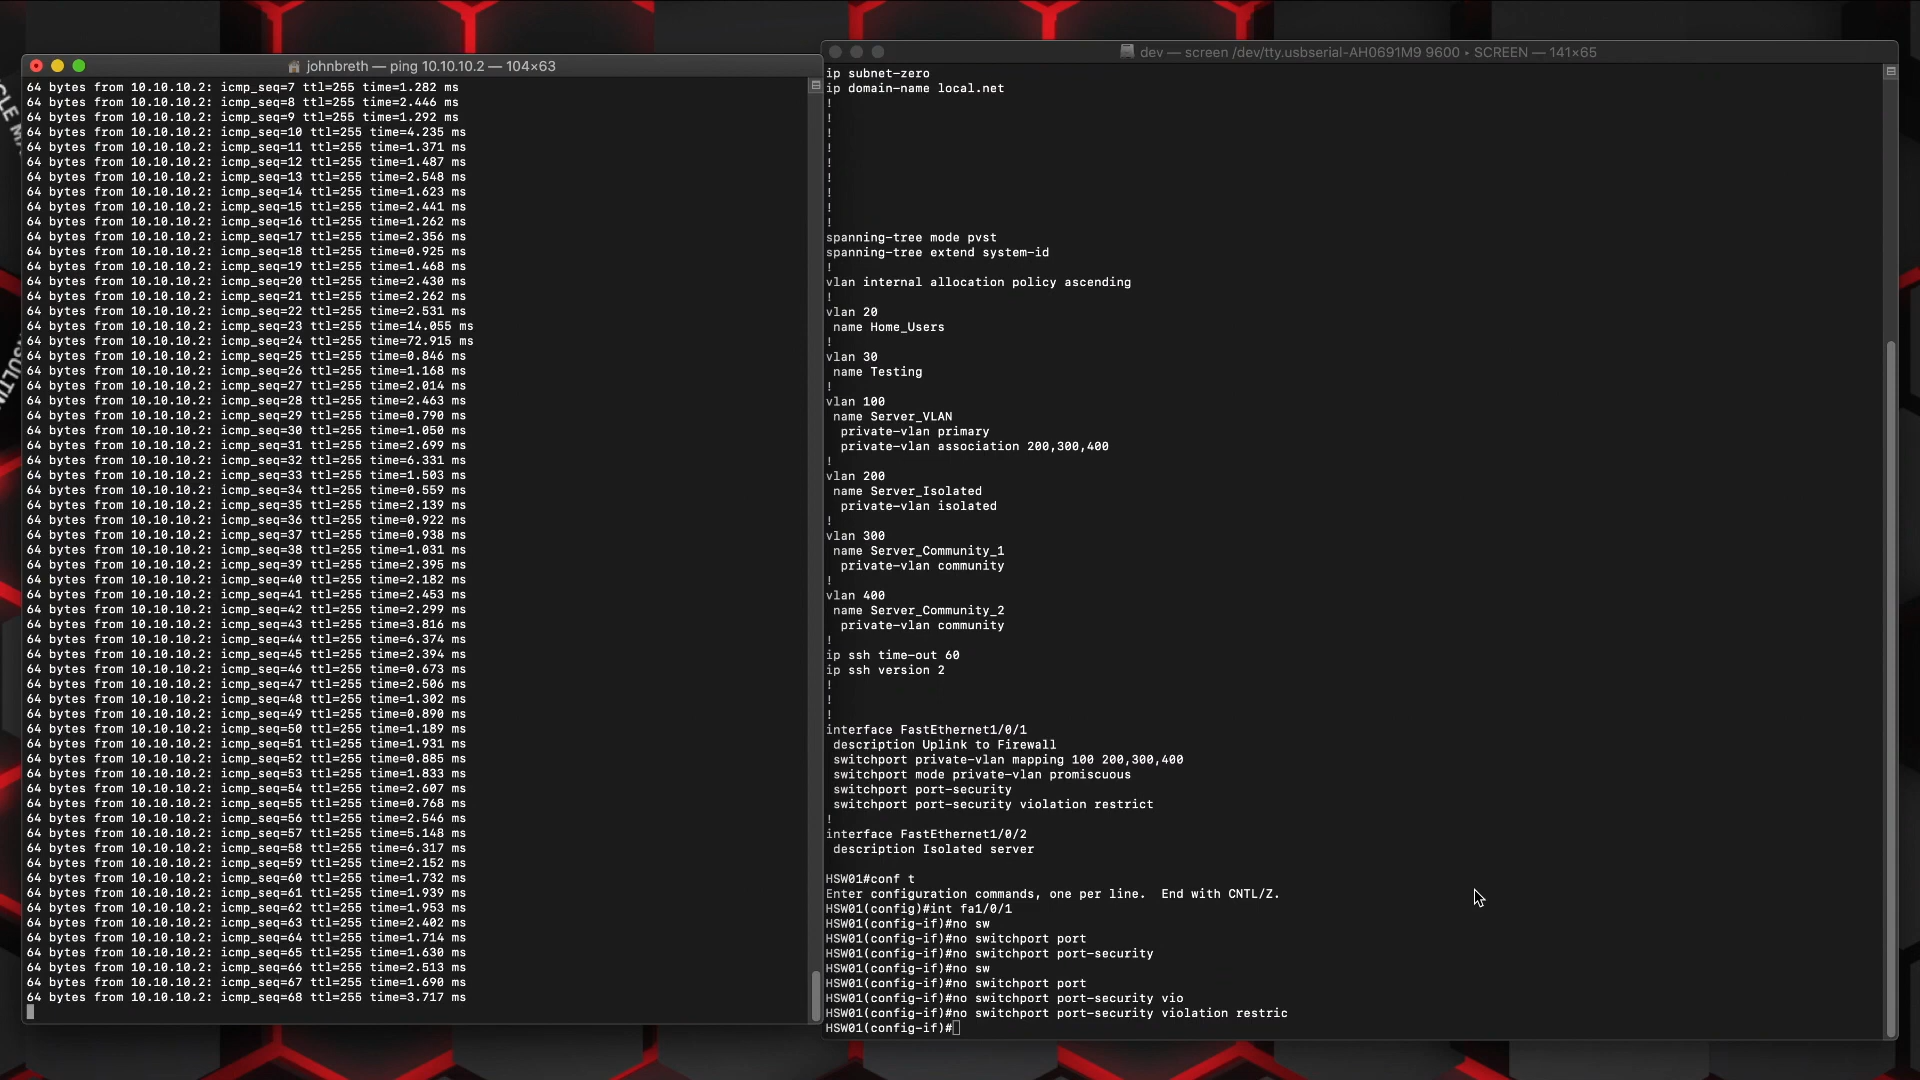 johnbreth — ping 10.10.10.2 — 104×63
64 bytes from 10.10.10.2: icmp_seq=7 ttl=255 time=1.282 ms
64 bytes from 10.10.10.2: icmp_seq=8 ttl=255 time=2.446 ms
64 bytes from 10.10.10.2: icmp_seq=9 ttl=255 time=1.292 ms
64 bytes from 10.10.10.2: icmp_seq=10 ttl=255 time=4.235 ms
64 bytes from 10.10.10.2: icmp_seq=11 ttl=255 time=1.371 ms
64 bytes from 10.10.10.2: icmp_seq=12 ttl=255 time=1.487 ms
64 bytes from 10.10.10.2: icmp_seq=13 ttl=255 time=2.548 ms
64 bytes from 10.10.10.2: icmp_seq=14 ttl=255 time=1.623 ms
64 bytes from 10.10.10.2: icmp_seq=15 ttl=255 time=2.441 ms
64 bytes from 10.10.10.2: icmp_seq=16 ttl=255 time=1.262 ms
64 bytes from 10.10.10.2: icmp_seq=17 ttl=255 time=2.356 ms
64 bytes from 10.10.10.2: icmp_seq=18 ttl=255 time=0.925 ms
64 bytes from 10.10.10.2: icmp_seq=19 ttl=255 time=1.468 ms
64 bytes from 10.10.10.2: icmp_seq=20 ttl=255 time=2.430 ms
64 bytes from 10.10.10.2: icmp_seq=21 ttl=255 time=2.262 ms
64 bytes from 10.10.10.2: icmp_seq=22 ttl=255 time=2.531 ms
64 bytes from 10.10.10.2: icmp_seq=23 ttl=255 time=14.055 ms
64 bytes from 10.10.10.2: icmp_seq=24 ttl=255 time=72.915 ms
64 bytes from 10.10.10.2: icmp_seq=25 ttl=255 time=0.846 ms
64 bytes from 10.10.10.2: icmp_seq=26 ttl=255 time=1.168 ms
64 bytes from 10.10.10.2: icmp_seq=27 ttl=255 time=2.014 ms
64 bytes from 10.10.10.2: icmp_seq=28 ttl=255 time=2.463 ms
64 bytes from 10.10.10.2: icmp_seq=29 ttl=255 time=0.790 ms
64 bytes from 10.10.10.2: icmp_seq=30 ttl=255 time=1.050 ms
64 bytes from 10.10.10.2: icmp_seq=31 ttl=255 time=2.699 ms
64 bytes from 10.10.10.2: icmp_seq=32 ttl=255 time=6.331 ms
64 bytes from 10.10.10.2: icmp_seq=33 ttl=255 time=1.503 ms
64 bytes from 10.10.10.2: icmp_seq=34 ttl=255 time=0.559 ms
64 bytes from 10.10.10.2: icmp_seq=35 ttl=255 time=2.139 ms
64 bytes from 10.10.10.2: icmp_seq=36 ttl=255 time=0.922 ms
64 bytes from 10.10.10.2: icmp_seq=37 ttl=255 time=0.938 ms
64 bytes from 10.10.10.2: icmp_seq=38 ttl=255 time=1.031 ms
64 bytes from 10.10.10.2: icmp_seq=39 ttl=255 time=2.395 ms
64 bytes from 10.10.10.2: icmp_seq=40 ttl=255 time=2.182 ms
64 bytes from 10.10.10.2: icmp_seq=41 ttl=255 time=2.453 ms
64 bytes from 10.10.10.2: icmp_seq=42 ttl=255 time=2.299 ms
64 bytes from 10.10.10.2: icmp_seq=43 ttl=255 time=3.816 ms
64 bytes from 10.10.10.2: icmp_seq=44 ttl=255 time=6.374 ms
64 bytes from 10.10.10.2: icmp_seq=45 ttl=255 time=2.394 ms
64 bytes from 10.10.10.2: icmp_seq=46 ttl=255 time=0.673 ms
64 bytes from 10.10.10.2: icmp_seq=47 ttl=255 time=2.506 ms
64 bytes from 10.10.10.2: icmp_seq=48 ttl=255 time=1.302 ms
64 bytes from 10.10.10.2: icmp_seq=49 ttl=255 time=0.890 ms
64 bytes from 10.10.10.2: icmp_seq=50 ttl=255 time=1.189 ms
64 bytes from 10.10.10.2: icmp_seq=51 ttl=255 time=1.931 ms
64 bytes from 10.10.10.2: icmp_seq=52 ttl=255 time=0.885 ms
64 bytes from 10.10.10.2: icmp_seq=53 ttl=255 time=1.833 ms
64 bytes from 10.10.10.2: icmp_seq=54 ttl=255 time=2.607 ms
64 bytes from 10.10.10.2: icmp_seq=55 ttl=255 time=0.768 ms
64 bytes from 10.10.10.2: icmp_seq=56 ttl=255 time=2.546 ms
64 bytes from 10.10.10.2: icmp_seq=57 ttl=255 time=5.148 ms
64 bytes from 10.10.10.2: icmp_seq=58 ttl=255 time=6.317 ms
64 bytes from 10.10.10.2: icmp_seq=59 ttl=255 time=2.152 ms
64 bytes from 10.10.10.2: icmp_seq=60 ttl=255 time=1.732 ms
64 bytes from 10.10.10.2: icmp_seq=61 ttl=255 time=1.939 ms
64 bytes from 10.10.10.2: icmp_seq=62 ttl=255 time=1.953 ms
64 bytes from 10.10.10.2: icmp_seq=63 ttl=255 time=2.402 ms
64 bytes from 10.10.10.2: icmp_seq=64 ttl=255 time=1.714 ms
64 bytes from 10.10.10.2: icmp_seq=65 ttl=255 time=1.630 ms
64 bytes from 10.10.10.2: icmp_seq=66 ttl=255 time=2.513 ms
64 bytes from 10.10.10.2: icmp_seq=67 ttl=255 time=1.690 ms
64 bytes from 10.10.10.2: icmp_seq=68 ttl=255 time=3.717 ms
dev — screen /dev/tty.usbserial-AH0691M9 9600 ▸ SCREEN — 141×65
ip subnet-zero
ip domain-name local.net
!
!
!
!
!
!
!
!
!
spanning-tree mode pvst
spanning-tree extend system-id
!
vlan internal allocation policy ascending
!
vlan 20
name Home_Users
!
vlan 30
name Testing
!
vlan 100
name Server_VLAN
private-vlan primary
private-vlan association 200,300,400
!
vlan 200
name Server_Isolated
private-vlan isolated
!
vlan 300
name Server_Community_1
private-vlan community
!
vlan 400
name Server_Community_2
private-vlan community
!
ip ssh time-out 60
ip ssh version 2
!
!
!
interface FastEthernet1/0/1
description Uplink to Firewall
switchport private-vlan mapping 100 200,300,400
switchport mode private-vlan promiscuous
switchport port-security
switchport port-security violation restrict
!
interface FastEthernet1/0/2
description Isolated server
HSW01#conf t
Enter configuration commands, one per line.  End with CNTL/Z.
HSW01(config)#int fa1/0/1
HSW01(config-if)#no sw
HSW01(config-if)#no switchport port
HSW01(config-if)#no switchport port-security
HSW01(config-if)#no sw
HSW01(config-if)#no switchport port
HSW01(config-if)#no switchport port-security vio
HSW01(config-if)#no switchport port-security violation restric
HSW01(config-if)#